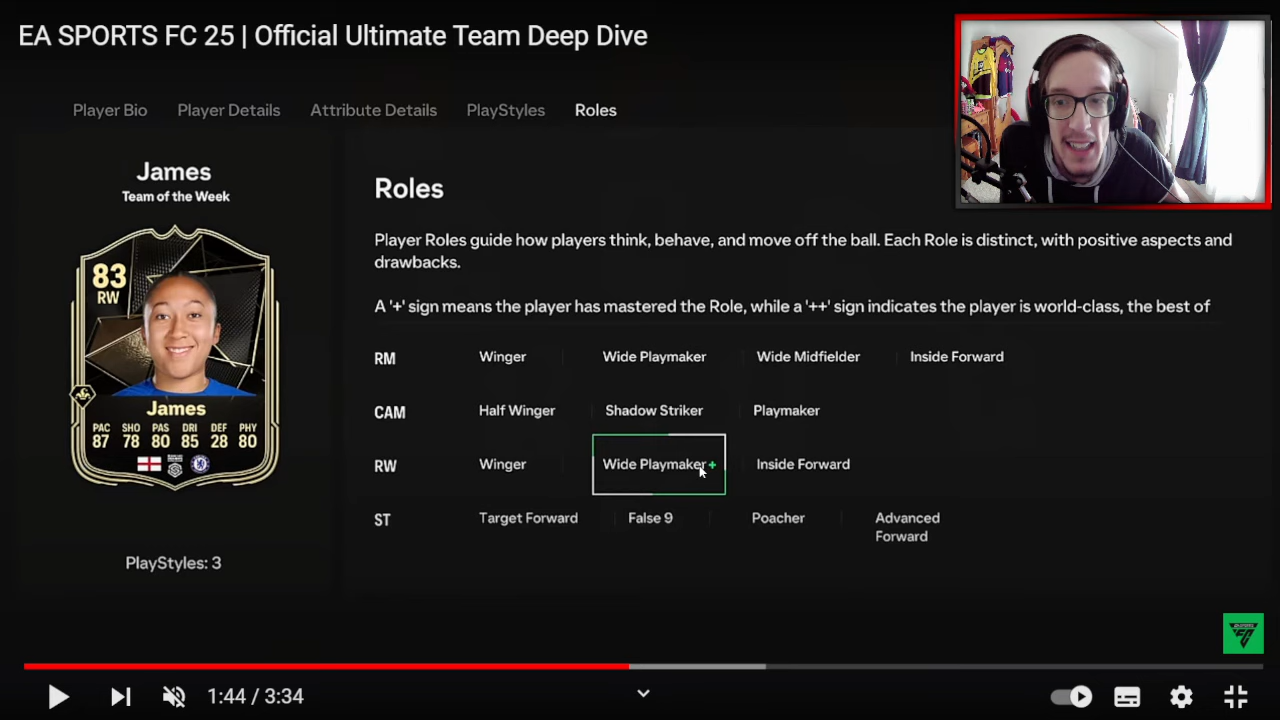 EA SPORTS FC 25 | Official Ultimate Team Deep Dive
Player Bio
Player Details
Attribute Details
PlayStyles
Roles
James
Team of the Week
83
RW
James
PAC SHO PAS DRI DEF PHY
87 78 80 85 28 80
PlayStyles: 3
Roles
Player Roles guide how players think, behave, and move off the ball. Each Role is distinct, with positive aspects and
drawbacks.
A '+' sign means the player has mastered the Role, while a '++' sign indicates the player is world-class, the best of
RM Winger Wide Playmaker Wide Midfielder Inside Forward
CAM Half Winger Shadow Striker Playmaker
RW Winger Wide Playmaker+ Inside Forward
ST Target Forward False 9 Poacher Advanced
Forward
1:44 / 3:34